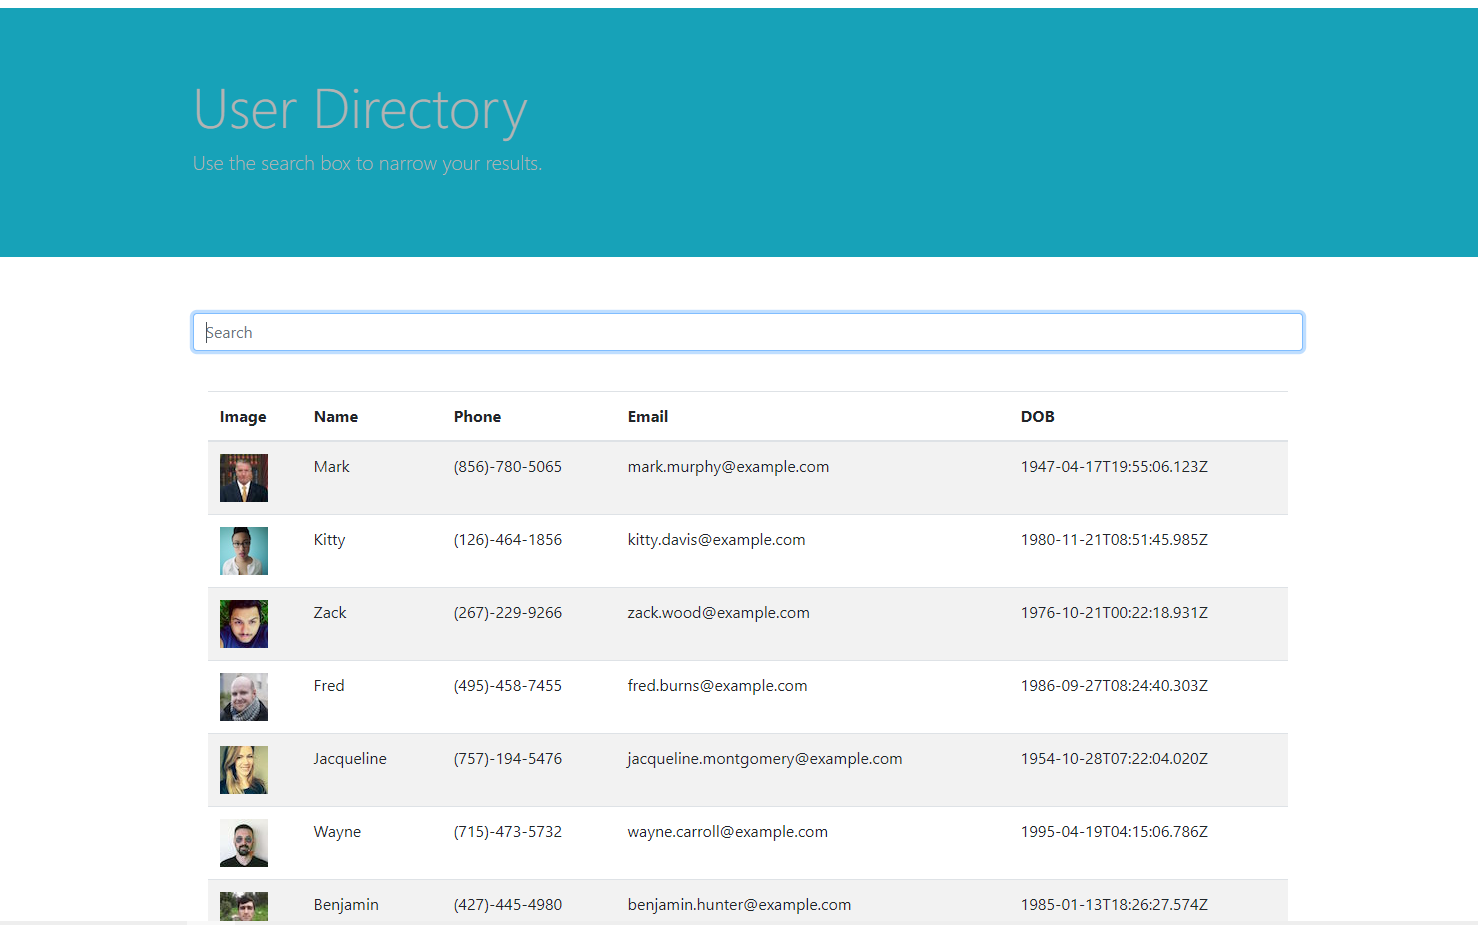 User Directory
Use the search box to narrow your results.
Search
Image Name Phone Email DOB
Mark (856)-780-5065 mark.murphy@example.com 1947-04-17T19:55:06.123Z
Kitty (126)-464-1856 kitty.davis@example.com 1980-11-21T08:51:45.985Z
Zack (267)-229-9266 zack.wood@example.com 1976-10-21T00:22:18.931Z
Fred (495)-458-7455 fred.burns@example.com 1986-09-27T08:24:40.303Z
Jacqueline (757)-194-5476 jacqueline.montgomery@example.com 1954-10-28T07:22:04.020Z
Wayne (715)-473-5732 wayne.carroll@example.com 1995-04-19T04:15:06.786Z
Benjamin (427)-445-4980 benjamin.hunter@example.com 1985-01-13T18:26:27.574Z